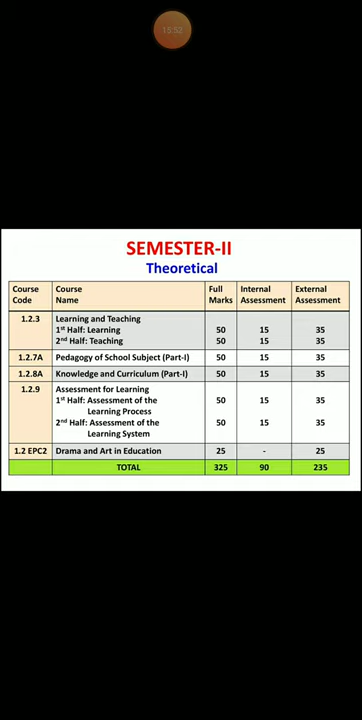 15:52
SEMESTER-II
Theoretical
Course Code Course Name Full Marks Internal Assessment External Assessment
1.2.3 Learning and Teaching
1st Half: Learning 50 15 35
2nd Half: Teaching 50 15 35
1.2.7A Pedagogy of School Subject (Part-I) 50 15 35
1.2.8A Knowledge and Curriculum (Part-I) 50 15 35
1.2.9 Assessment for Learning
1st Half: Assessment of the 50 15 35
Learning Process
2nd Half: Assessment of the 50 15 35
Learning System
1.2 EPC2 Drama and Art in Education 25 - 25
TOTAL 325 90 235